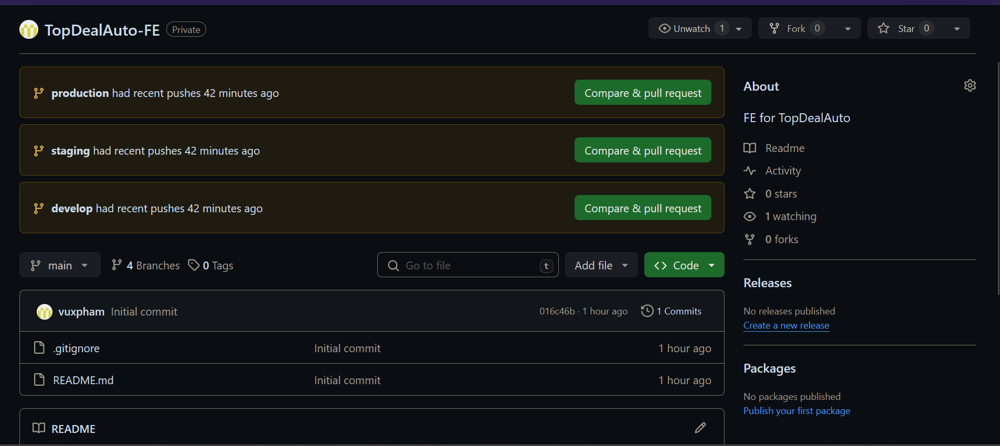 TopDealAuto-FE Private Unwatch 1 Fork 0 Star 0
production had recent pushes 42 minutes ago Compare & pull request
staging had recent pushes 42 minutes ago Compare & pull request
develop had recent pushes 42 minutes ago Compare & pull request
main 4 Branches 0 Tags Go to file t Add file Code
vuxpham Initial commit 016c46b · 1 hour ago 1 Commits
.gitignore Initial commit 1 hour ago
README.md Initial commit 1 hour ago
README
About
FE for TopDealAuto
Readme
Activity
0 stars
1 watching
0 forks
Releases
No releases published
Create a new release
Packages
No packages published
Publish your first package